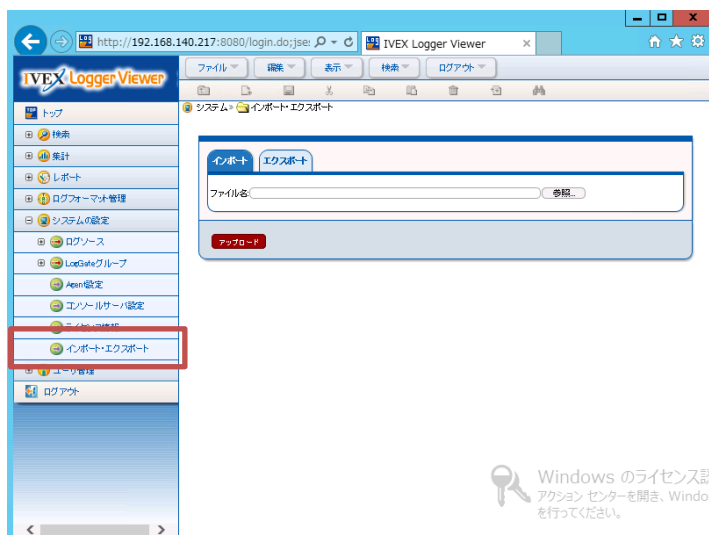 http://192.168.140.217:8080/login.do;jse:
IVEX Logger Viewer
IVEX Logger Viewer
ファイル
編集
表示
検索
ログアウト
システム» インポート・エクスポート
トップ
検索
集計
レポート
ログフォーマット管理
システムの設定
ログソース
LogGateグループ
Agent設定
コンソールサーバ設定
ライセンス情報
インポート・エクスポート
ユーザ管理
ログアウト
インポート
エクスポート
ファイル名:
参照...
アップロード
Windows のライセンス認
アクション センターを開き、Windo
を行ってください。